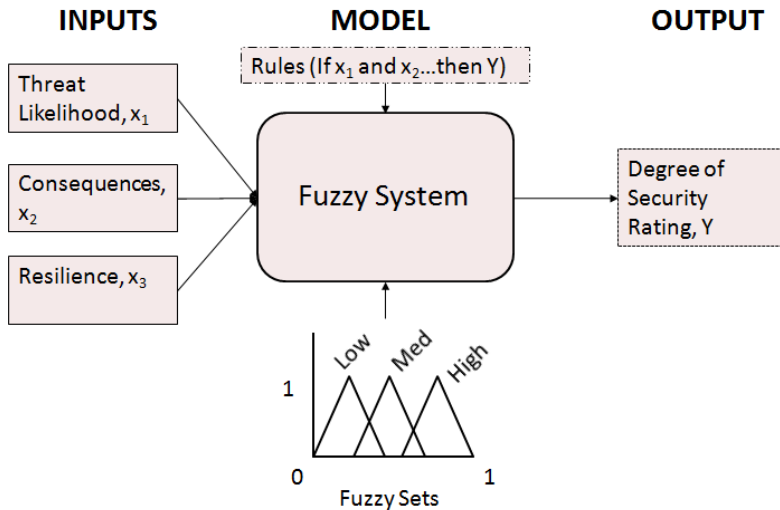 INPUTS
MODEL
OUTPUT
Rules (If x₁ and x₂...then Y)
Threat
Likelihood, x₁
Consequences,
x₂
Resilience, x₃
Fuzzy System
Degree of
Security
Rating, Y
Low
Med
High
1
0
1
Fuzzy Sets